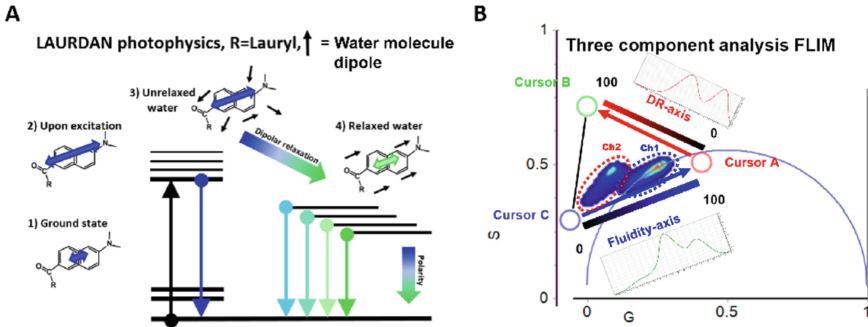 A
LAURDAN photophysics, R=Lauryl, = Water molecule
dipole
3) Unrelaxed
water
2) Upon excitation
4) Relaxed water
Dipolar relaxation
1) Ground state
Polarity
N
O
C
R
N
O
C
R
N
O
C
R
N
O
C
R
B
Three component analysis FLIM
Cursor B
100
DR-axis
0
Ch2
Ch1
Cursor A
Cursor C
100
0
Fluidity-axis
1
0.5
0
S
0
G
0.5